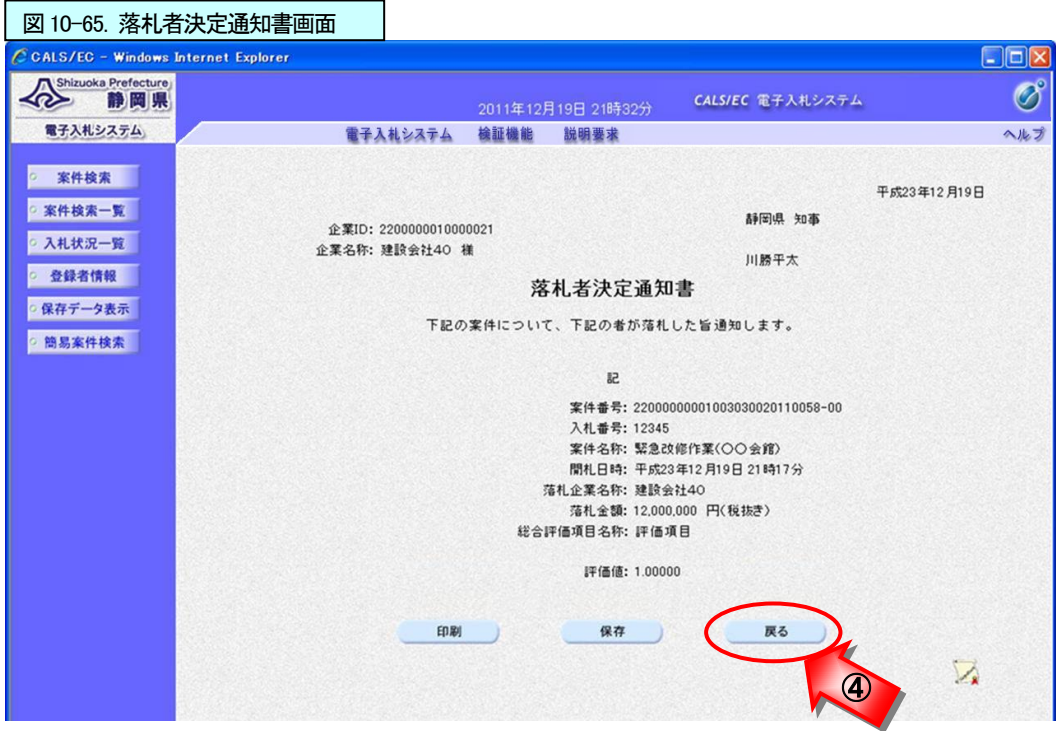 図 10-65. 落札者決定通知書画面
CALS/EC - Windows Internet Explorer
Shizuoka Prefecture
静岡県
電子入札システム
2011年12月19日 21時32分
CALS/EC 電子入札システム
電子入札システム 検証機能 説明要求 ヘルプ
案件検索
案件検索一覧
入札状況一覧
登録者情報
保存データ表示
簡易案件検索
平成23年12月19日
静岡県 知事
企業ID: 2200000010000021
企業名称: 建設会社40 様
川勝平太
落札者決定通知書
下記の案件について、下記の者が落札した旨通知します。
記
案件番号: 22000000001003030020110058-00
入札番号: 12345
案件名称: 緊急改修作業(〇〇会館)
開札日時: 平成23年12月19日 21時17分
落札企業名称: 建設会社40
落札金額: 12,000,000 円(税抜き)
総合評価項目名称: 評価項目
評価値: 1.00000
印刷 保存 戻る
④